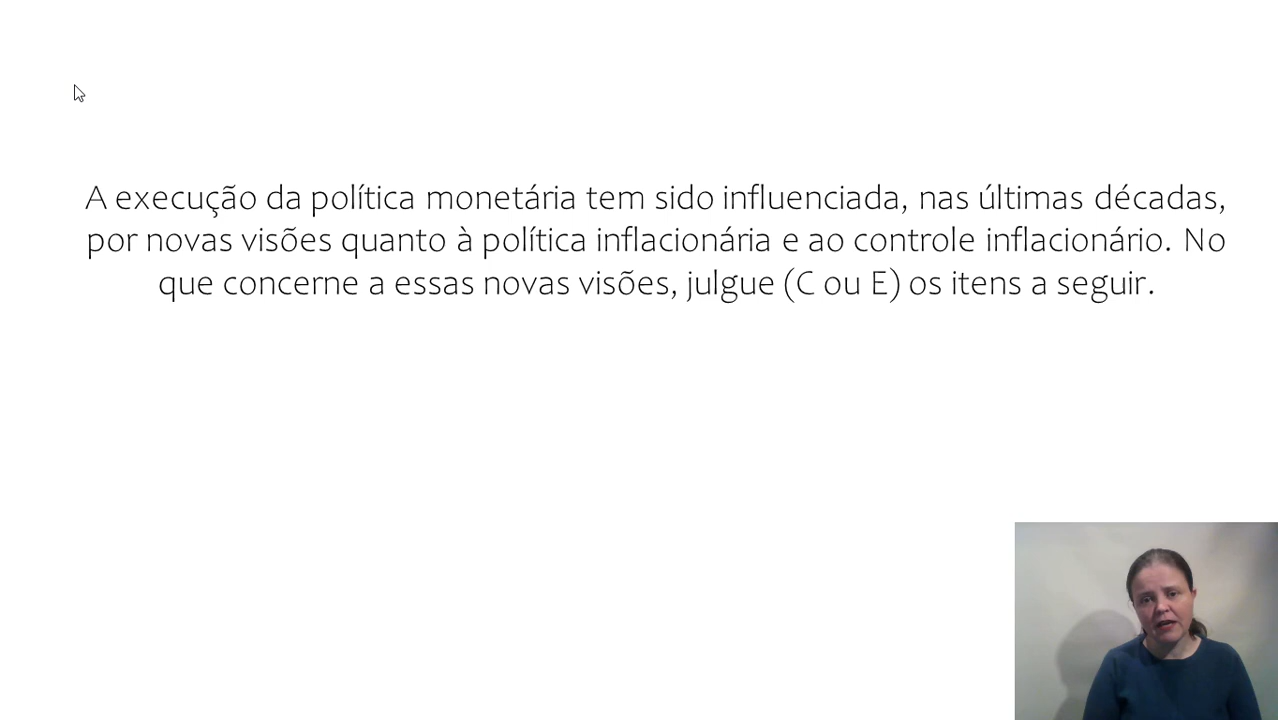 A execução da política monetária tem sido influenciada, nas últimas décadas,
por novas visões quanto à política inflacionária e ao controle inflacionário. No
que concerne a essas novas visões, julgue (C ou E) os itens a seguir.